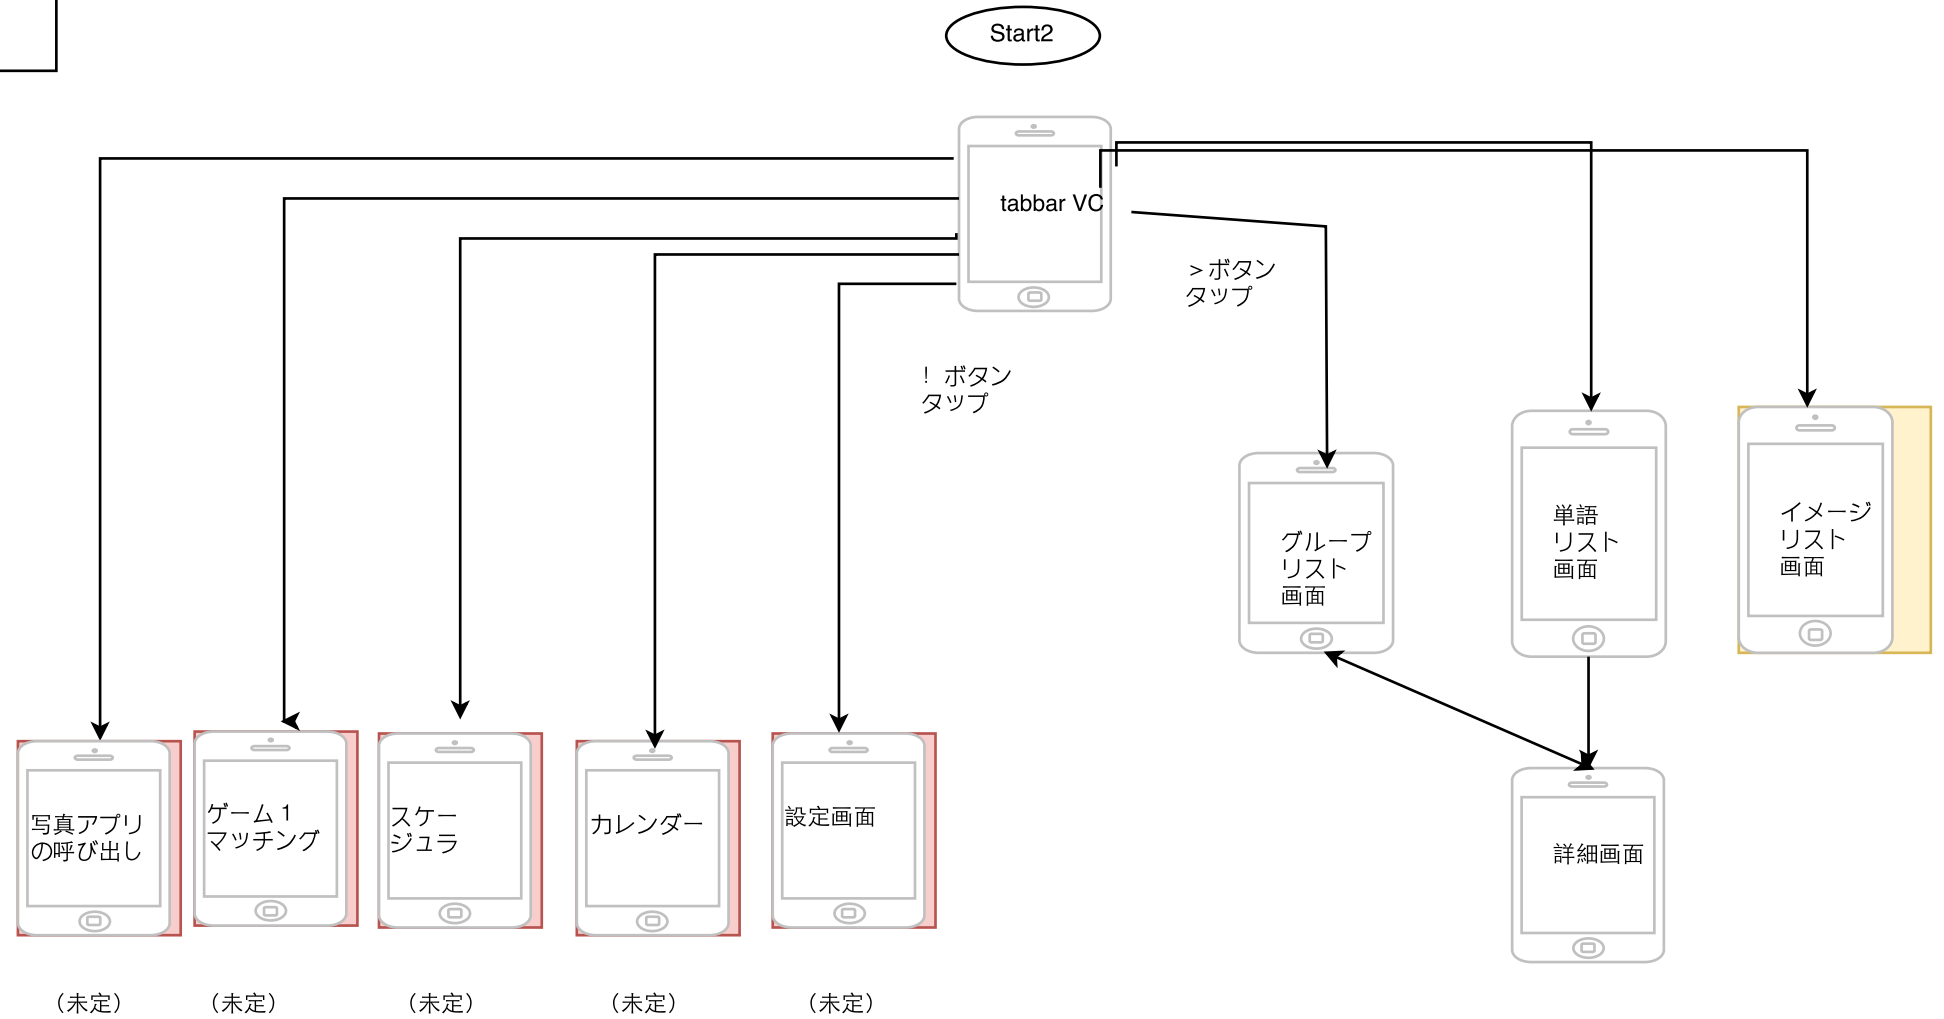 Start2
tabbar VC
＞ボタン
タップ
！ボタン
タップ
グループ
リスト
画面
単語
リスト
画面
イメージ
リスト
画面
写真アプリ
の呼び出し
ゲーム１
マッチング
スケー
ジュラ
カレンダー
設定画面
詳細画面
（未定）
（未定）
（未定）
（未定）
（未定）